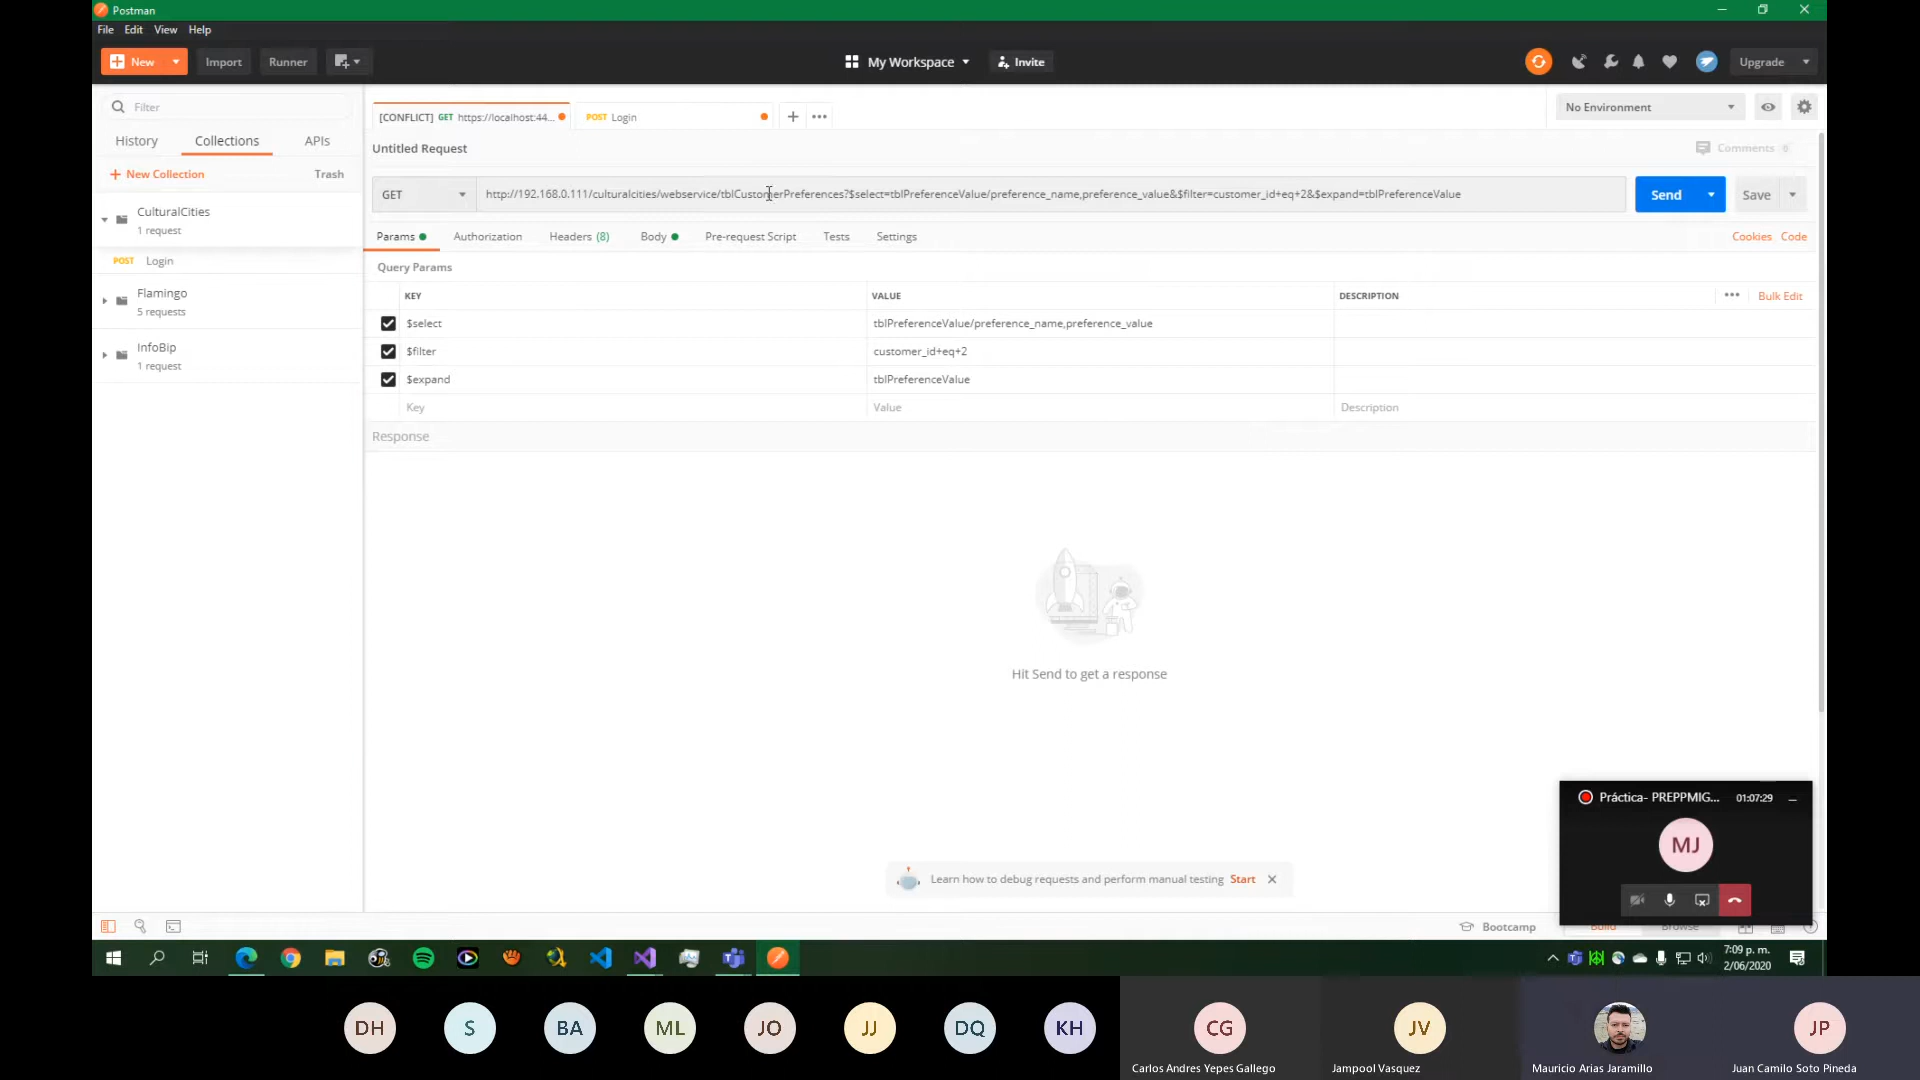 Postman
File Edit View Help
New Import Runner My Workspace Invite Upgrade
Filter
History Collections APIs
New Collection Trash
CulturalCities
1 request
POST Login
Flamingo
5 requests
InfoBip
1 request
[CONFLICT] GET https://localhost:44...
POST Login
No Environment
Untitled Request
Comments 0
GET http://192.168.0.111/culturalcities/webservice/tblCustomerPreferences?$select=tblPreferenceValue/preference_name,preference_value&$filter=customer_id+eq+2&$expand=tblPreferenceValue
Send Save
Params Authorization Headers (8) Body Pre-request Script Tests Settings Cookies Code
Query Params
KEY VALUE DESCRIPTION Bulk Edit
$select tblPreferenceValue/preference_name,preference_value
$filter customer_id+eq+2
$expand tblPreferenceValue
Key Value Description
Response
Hit Send to get a response
Learn how to debug requests and perform manual testing Start
Práctica- PREPPMIG... 01:07:29
MJ
Bootcamp Build Browse
7:09 p. m.
2/06/2020
DH S BA ML JO JJ DQ KH CG JV JP
Carlos Andres Yepes Gallego Jampool Vasquez Mauricio Arias Jaramillo Juan Camilo Soto Pineda